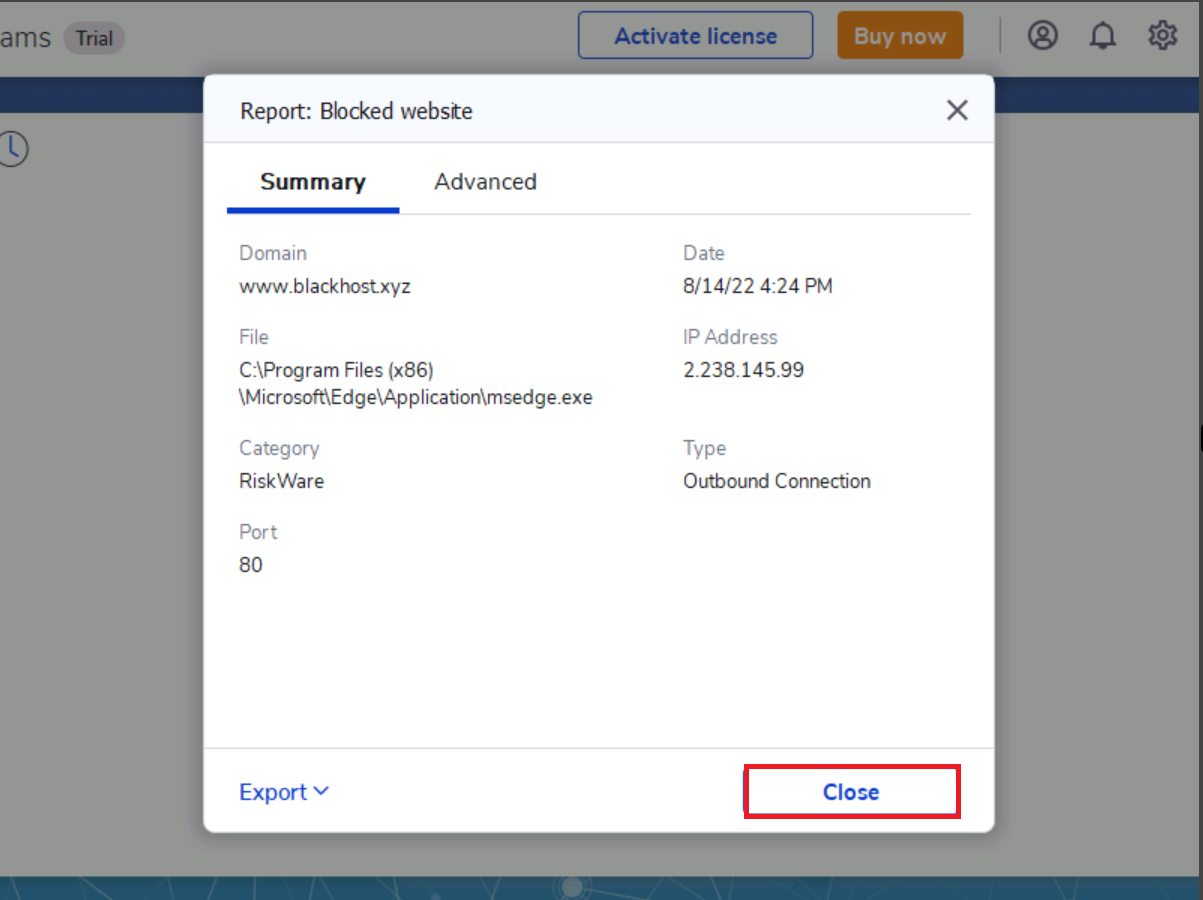 ams Trial Activate license Buy now
Report: Blocked website
Summary Advanced
Domain Date
www.blackhost.xyz 8/14/22 4:24 PM
File IP Address
C:\Program Files (x86) 2.238.145.99
\Microsoft\Edge\Application\msedge.exe
Category Type
RiskWare Outbound Connection
Port
80
Export Close